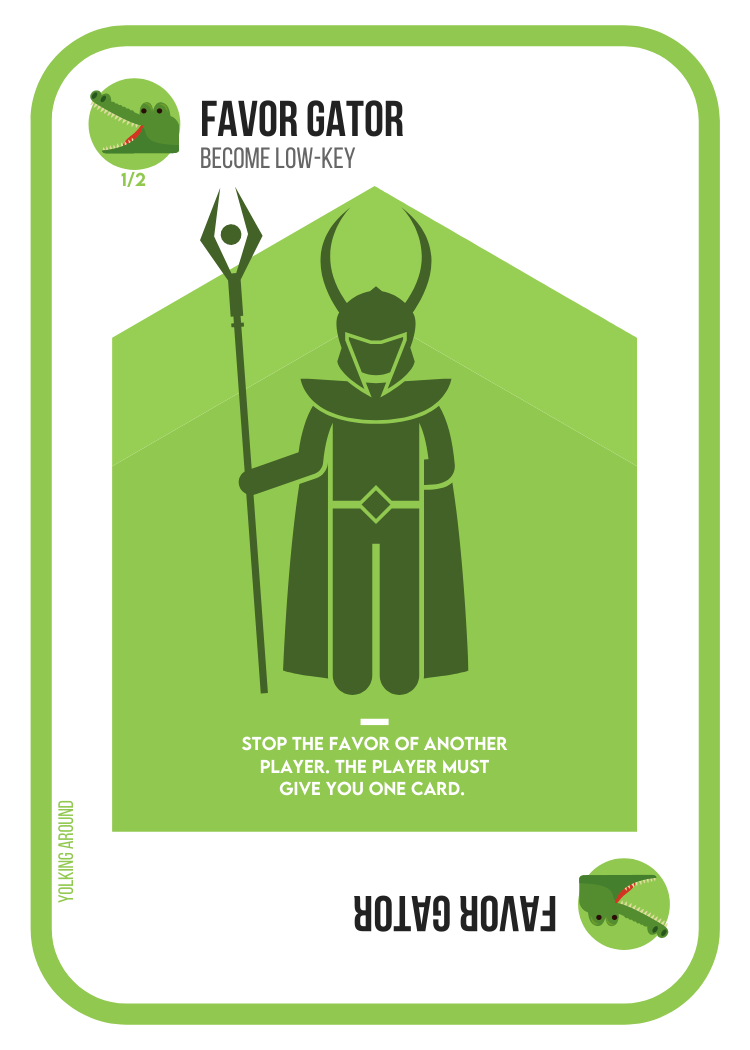 FAVOR GATOR
BECOME LOW-KEY
1/2
STOP THE FAVOR OF ANOTHER
PLAYER. THE PLAYER MUST
GIVE YOU ONE CARD.
YOLKING AROUND
FAVOR GATOR